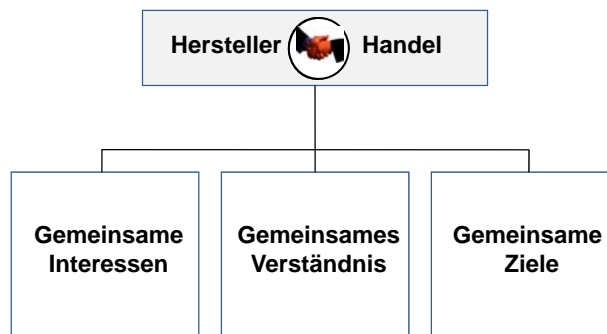 Hersteller Handel
Gemeinsame
Interessen
Gemeinsames
Verständnis
Gemeinsame
Ziele